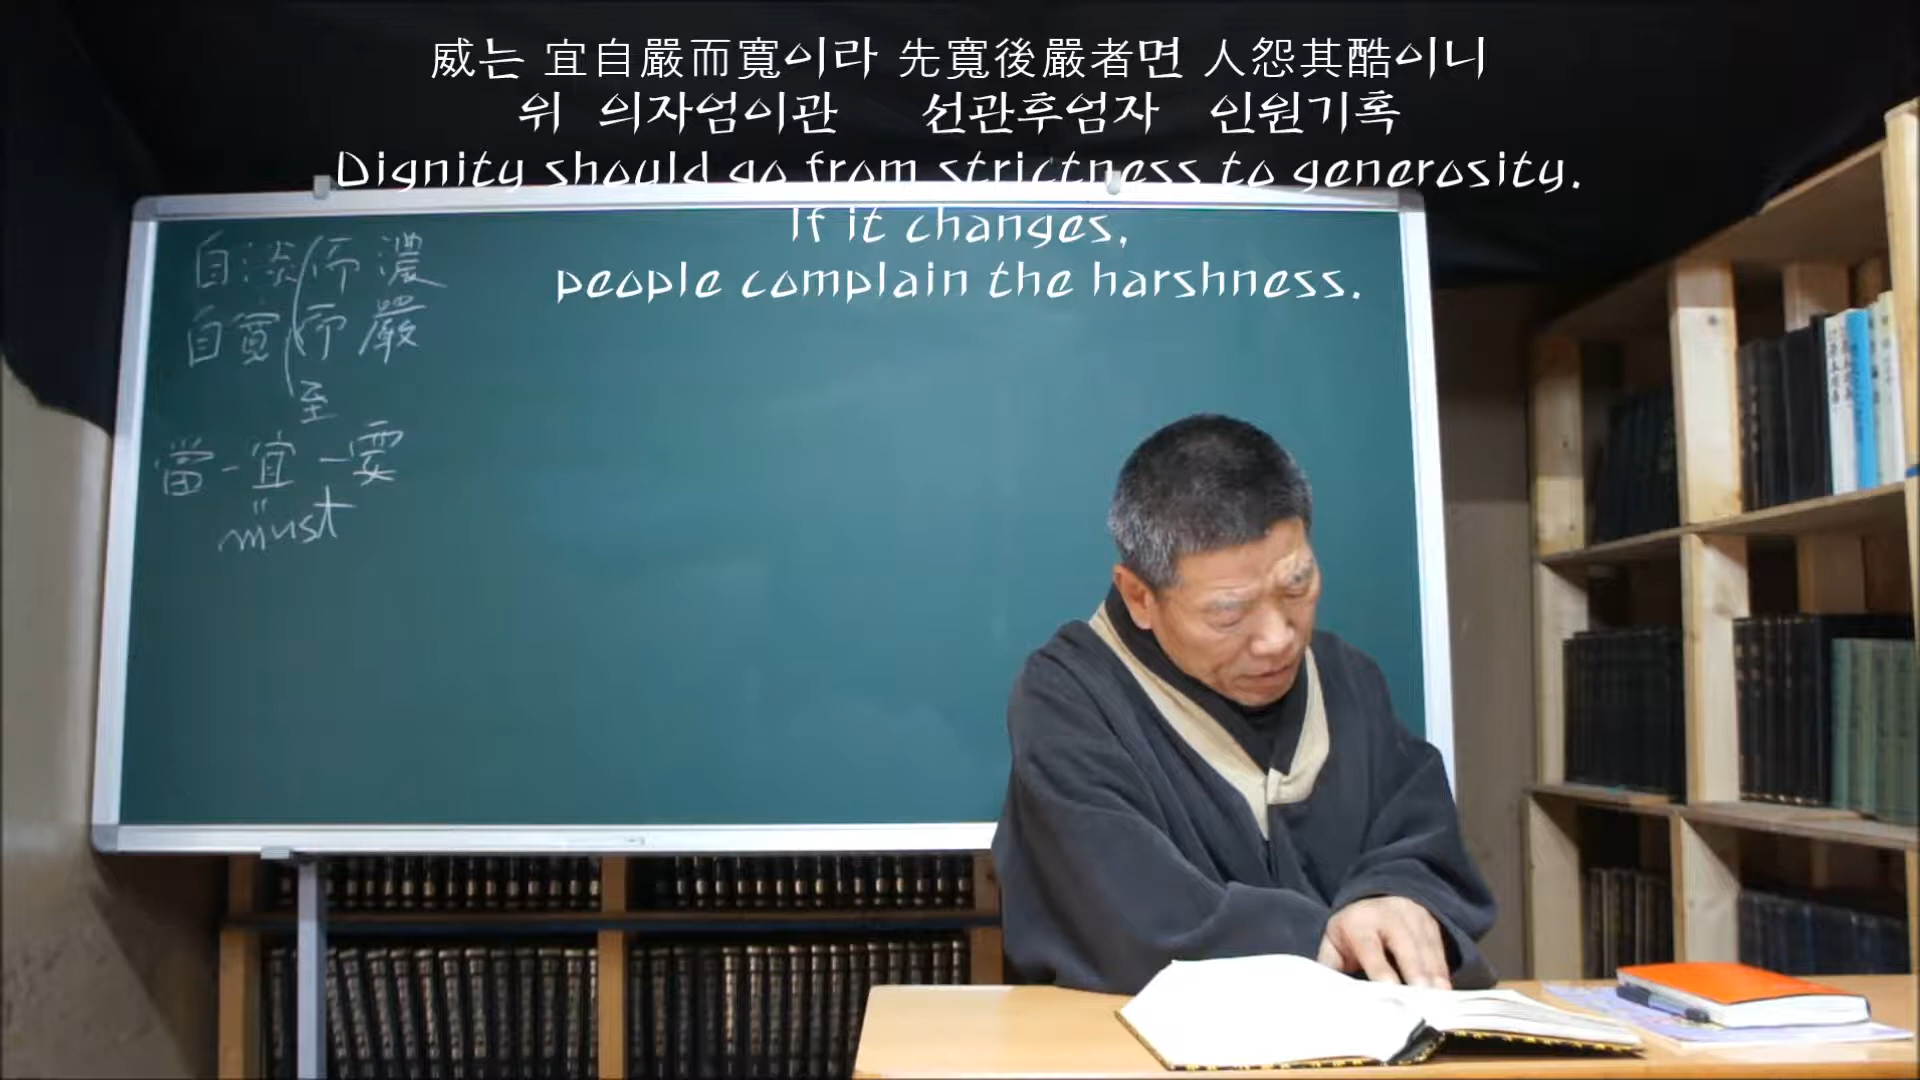 威는 宜自嚴而寬이라 先寬後嚴者면 人怨其酷이니
위 의자엄이관 선관후엄자 인원기혹
Dignity should go from strictness to generosity.
If it changes,
people complain the harshness.
自淡而濃
自寬而嚴
至
當-宜-要
〃
must